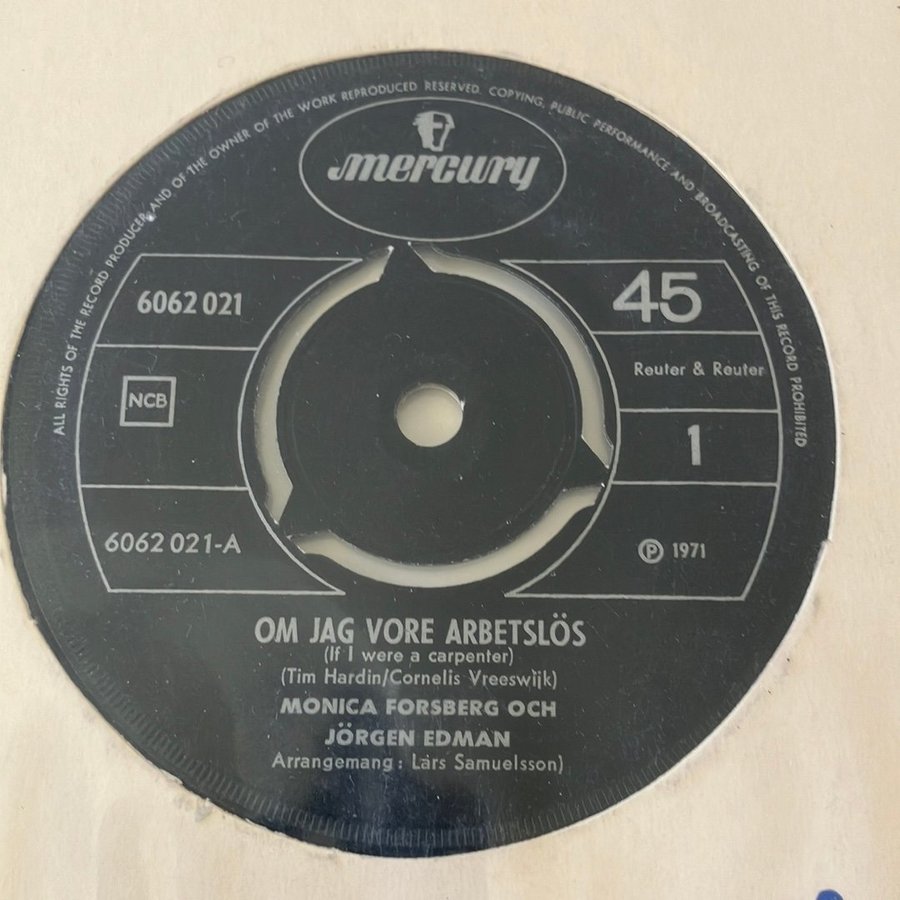 ALL RIGHTS OF THE RECORD PRODUCER AND OF THE OWNER OF THE WORK REPRODUCED RESERVED. COPYING, PUBLIC PERFORMANCE AND BROADCASTING OF THIS RECORD PROHIBITED
mercury
6062 021
45
Reuter & Reuter
NCB
1
6062 021-A
℗ 1971
OM JAG VORE ARBETSLÖS
(If I were a carpenter)
(Tim Hardin/Cornelis Vreeswijk)
MONICA FORSBERG OCH
JÖRGEN EDMAN
Arrangemang: Lars Samuelsson)